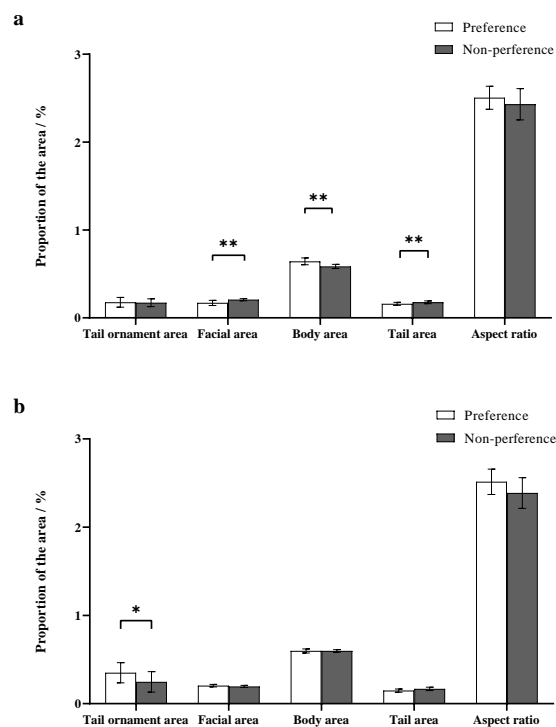 a
Preference
Non-perference
Proportion of the area / %
3
2
1
0
**
**
**
Tail ornament area Facial area Body area Tail area Aspect ratio
b
Preference
Non-perference
Proportion of the area / %
3
2
1
0
*
Tail ornament area Facial area Body area Tail area Aspect ratio